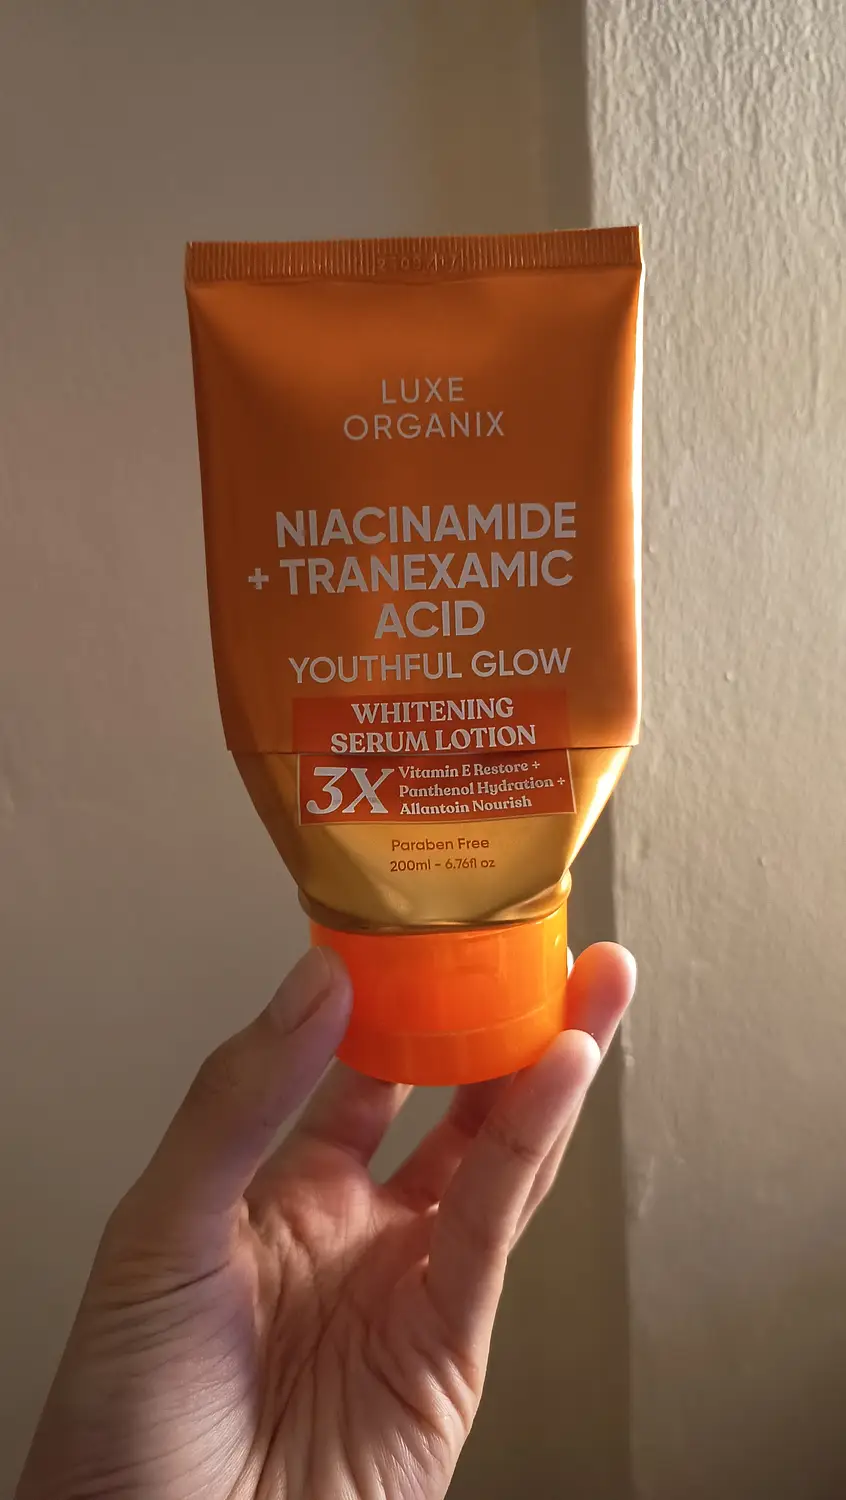 LUXE
ORGANIX
NIACINAMIDE
+ TRANEXAMIC
ACID
YOUTHFUL GLOW
WHITENING
SERUM LOTION
3X
Vitamin E Restore +
Panthenol Hydration +
Allantoin Nourish
Paraben Free
200ml - 6.76fl oz